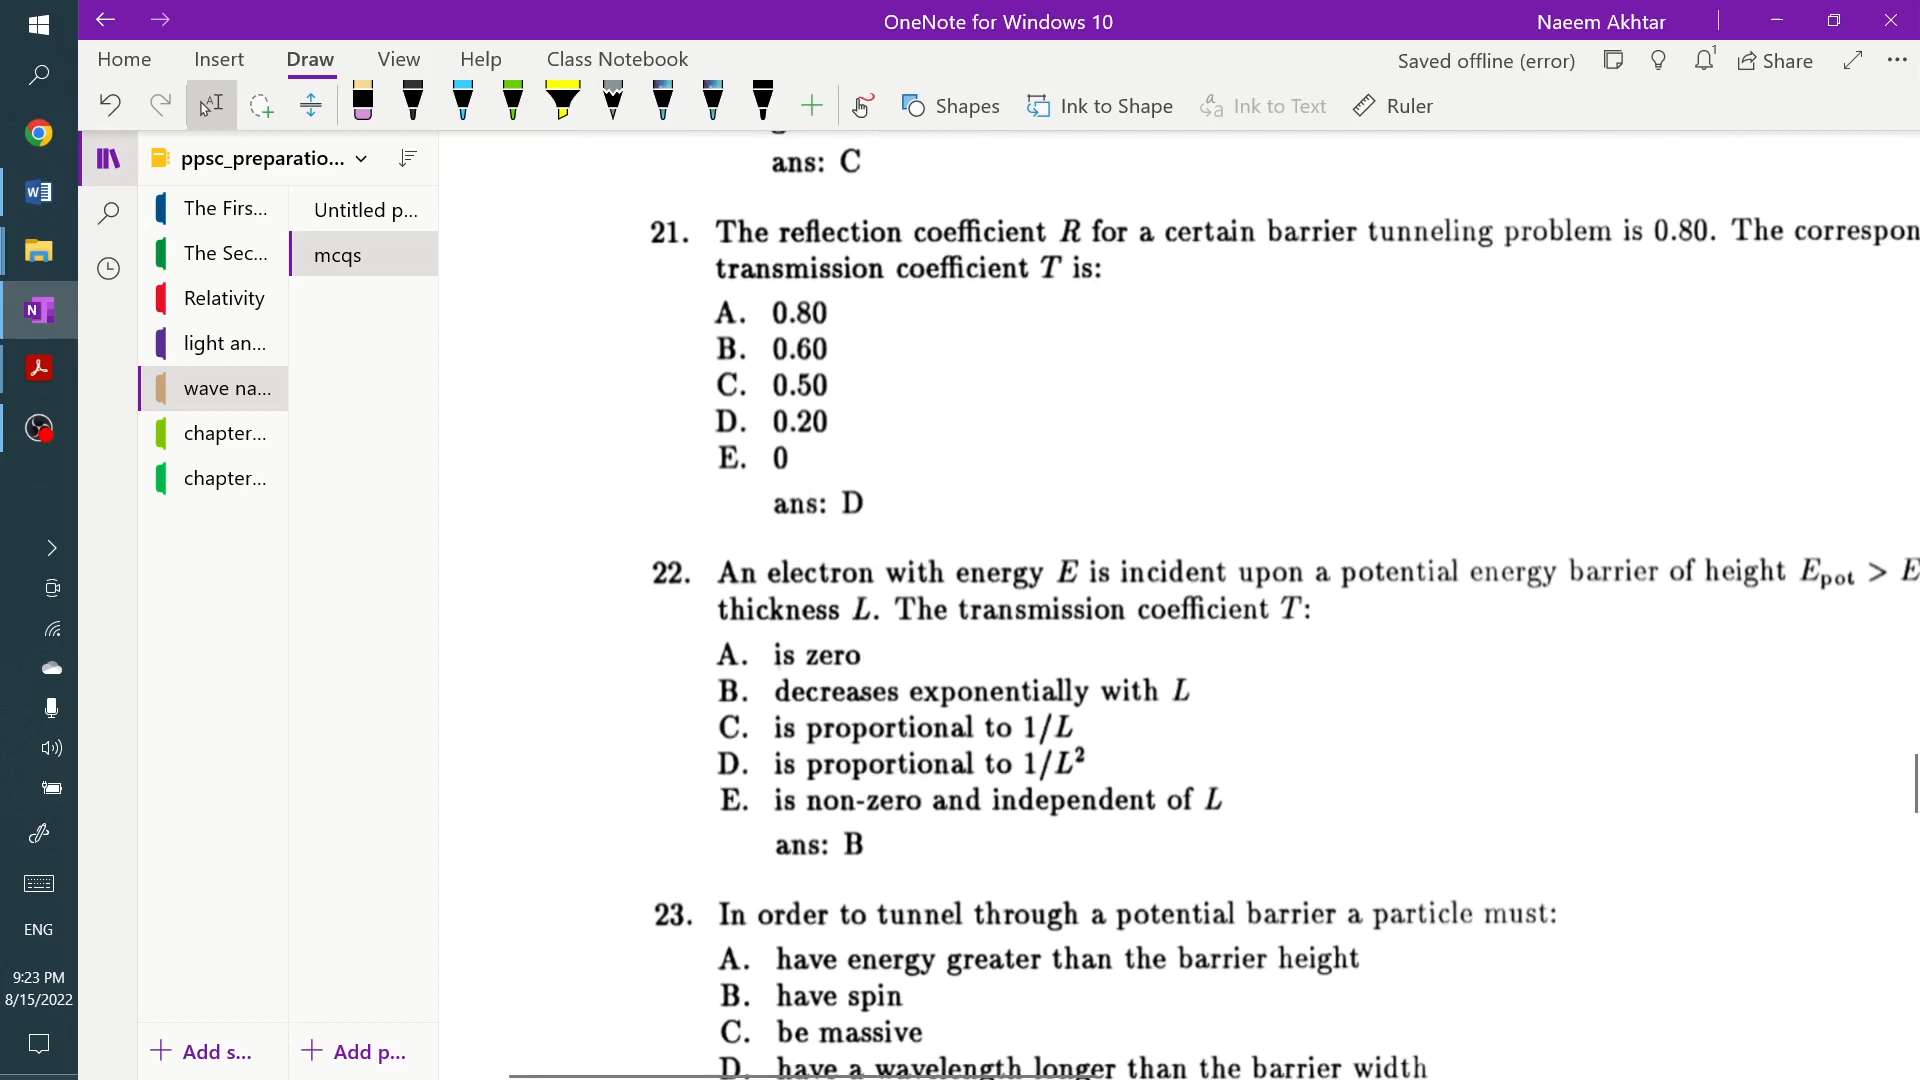 OneNote for Windows 10
Naeem Akhtar
Home Insert Draw View Help Class Notebook
Saved offline (error)
1
Share
Shapes
Ink to Shape
Ink to Text
Ruler
ppsc_preparatio...
The Firs...
The Sec...
Relativity
light an...
wave na...
chapter...
chapter...
Untitled p...
mcqs
Add s...
Add p...
ENG
9:23 PM
8/15/2022
ans: C
21. The reflection coefficient R for a certain barrier tunneling problem is 0.80. The correspon
transmission coefficient T is:
A. 0.80
B. 0.60
C. 0.50
D. 0.20
E. 0
ans: D
22. An electron with energy E is incident upon a potential energy barrier of height Epot > E
thickness L. The transmission coefficient T:
A. is zero
B. decreases exponentially with L
C. is proportional to 1/L
D. is proportional to 1/L²
E. is non-zero and independent of L
ans: B
23. In order to tunnel through a potential barrier a particle must:
A. have energy greater than the barrier height
B. have spin
C. be massive
D. have a wavelength longer than the barrier width